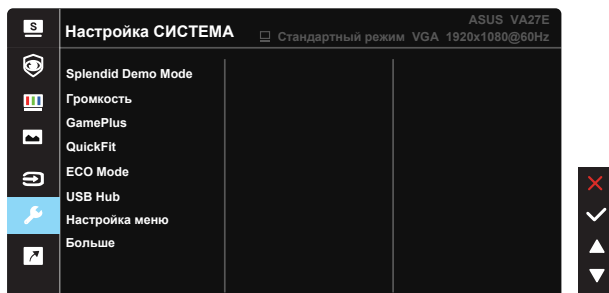 S
Настройка СИСТЕМА
ASUS VA27E
Стандартный режим VGA 1920x1080@60Hz
Splendid Demo Mode
Громкость
GamePlus
QuickFit
ECO Mode
USB Hub
Настройка меню
Больше